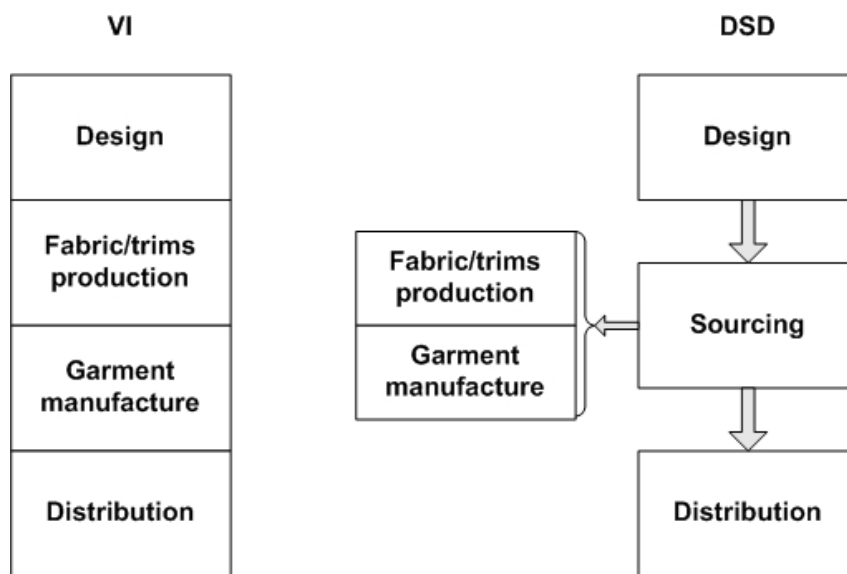 VI
Design
Fabric/trims
production
Garment
manufacture
Distribution
Fabric/trims
production
Garment
manufacture
DSD
Design
Sourcing
Distribution